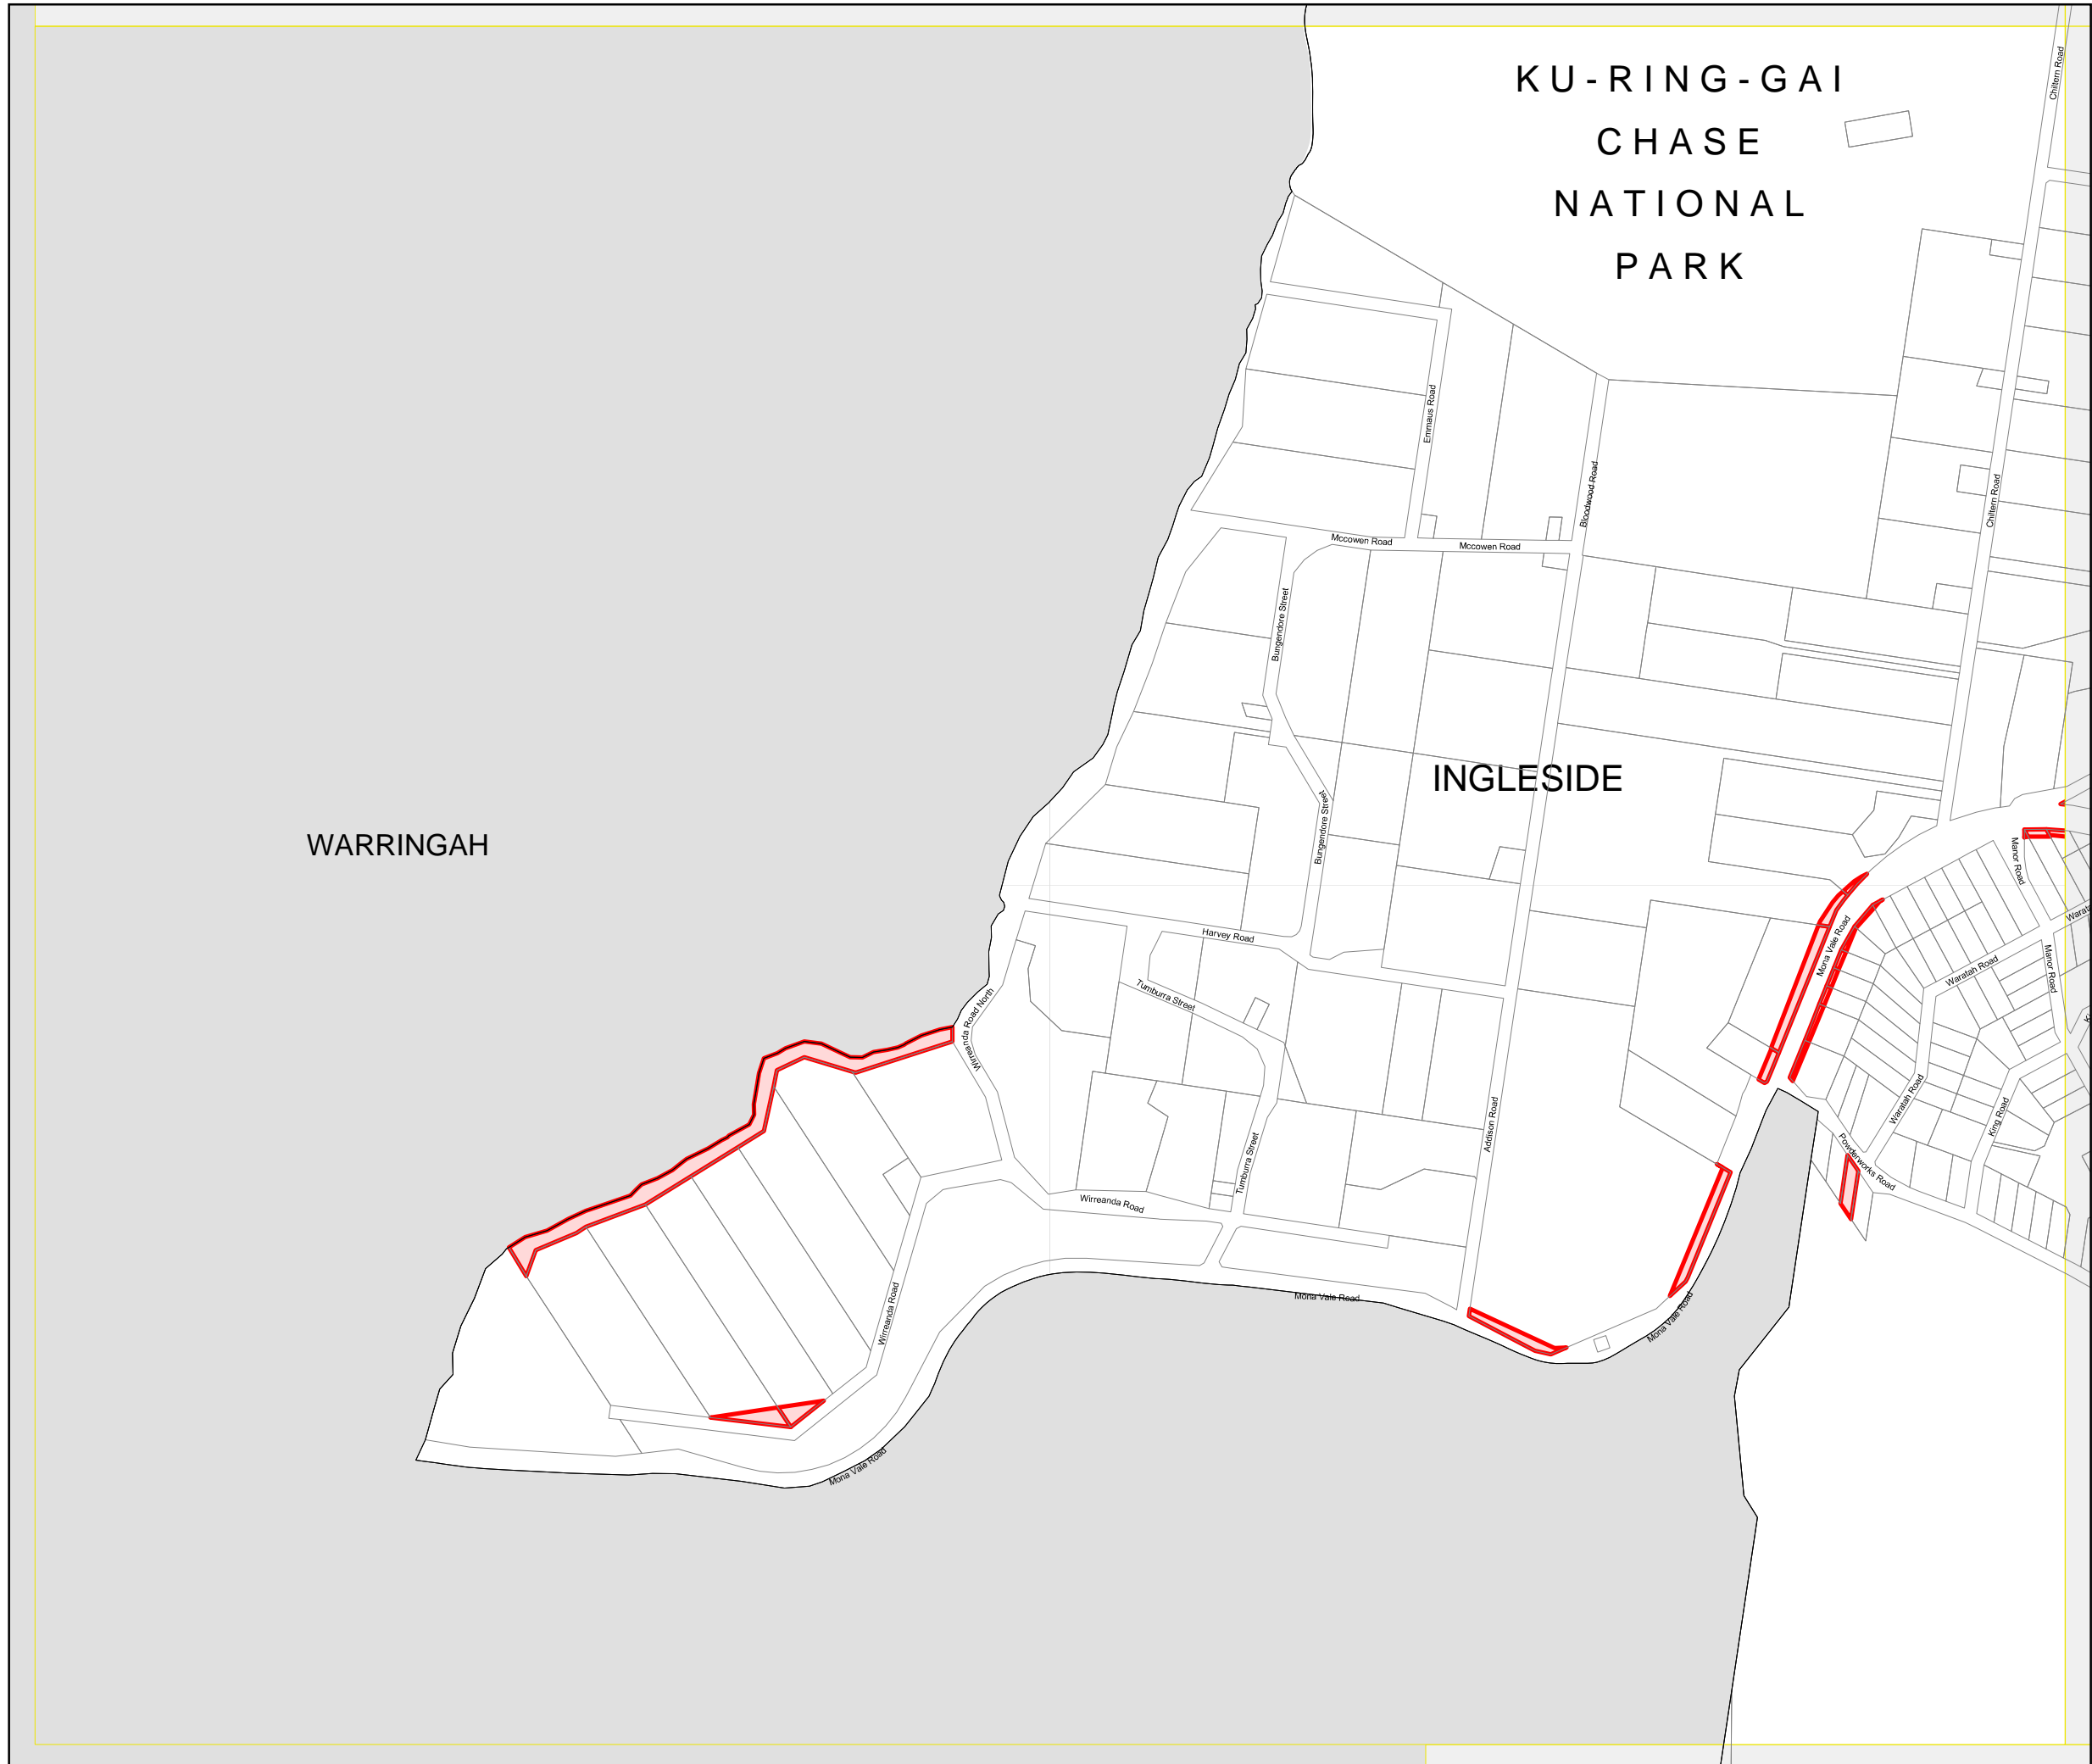 KU-RING-GAI
CHASE
NATIONAL
PARK
Chiltern Road
Emmaus Road
Bloodwood Road
Chiltern Road
Mccowen Road
Mccowen Road
Bungendore Street
INGLESIDE
WARRINGAH
Bungendore Street
Manor Road
Harvey Road
Mona Vale Road
Waratah Road
Manor Road
Tumburra Street
Wirreanda Road North
Waratah Road
King Road
Addison Road
Powderworks Road
Tumburra Street
Wirreanda Road
Wirreanda Road
Mona Vale Road
Mona Vale Road
Mona Vale Road